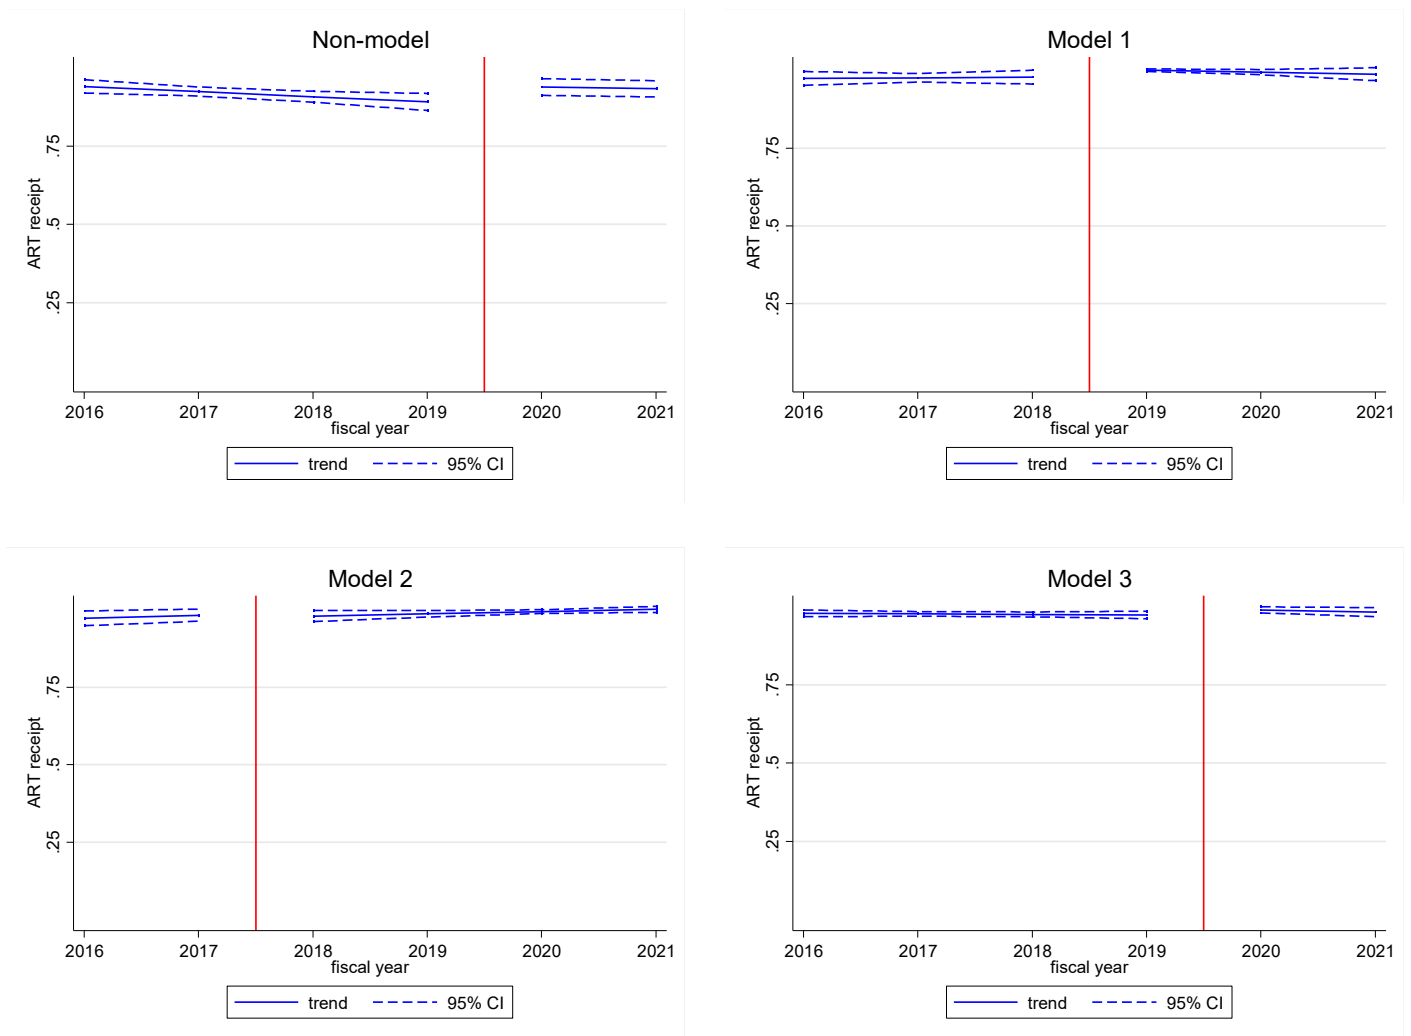 Non-model
ART receipt
.75
.5
.25
2016 2017 2018 2019 2020 2021
fiscal year
trend 95% CI
Model 1
ART receipt
.75
.5
.25
2016 2017 2018 2019 2020 2021
fiscal year
trend 95% CI
Model 2
ART receipt
.75
.5
.25
2016 2017 2018 2019 2020 2021
fiscal year
trend 95% CI
Model 3
ART receipt
.75
.5
.25
2016 2017 2018 2019 2020 2021
fiscal year
trend 95% CI